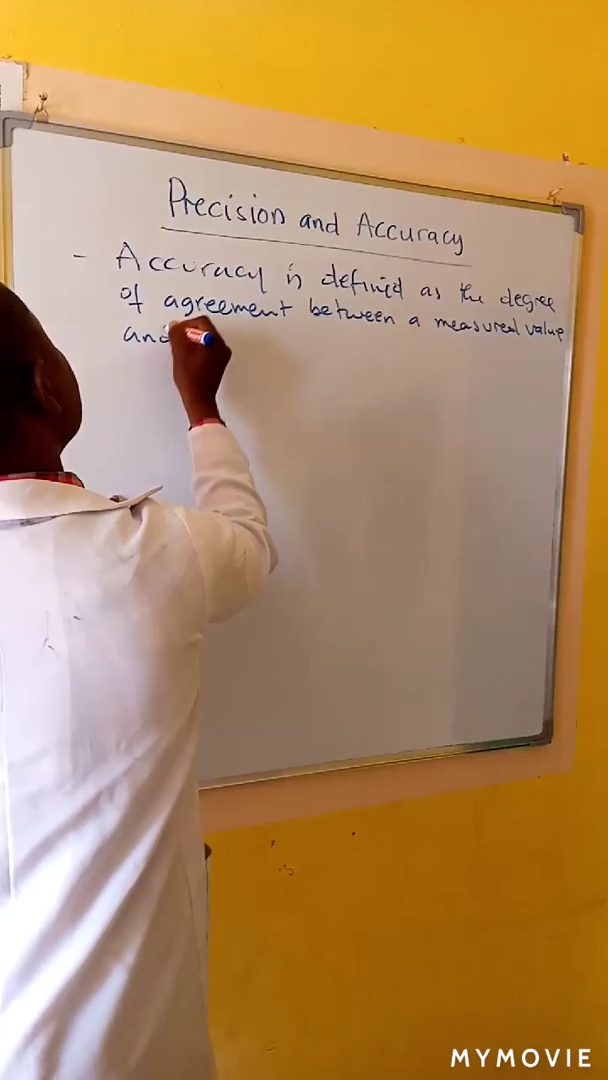 Precision and Accuracy
- Accuracy is defined as the degree
of agreement between a measured value
and
MYMOVIE